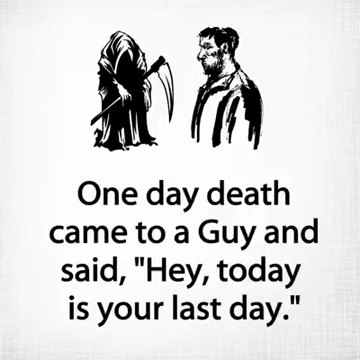 One day death
came to a Guy and
said, "Hey, today
is your last day."